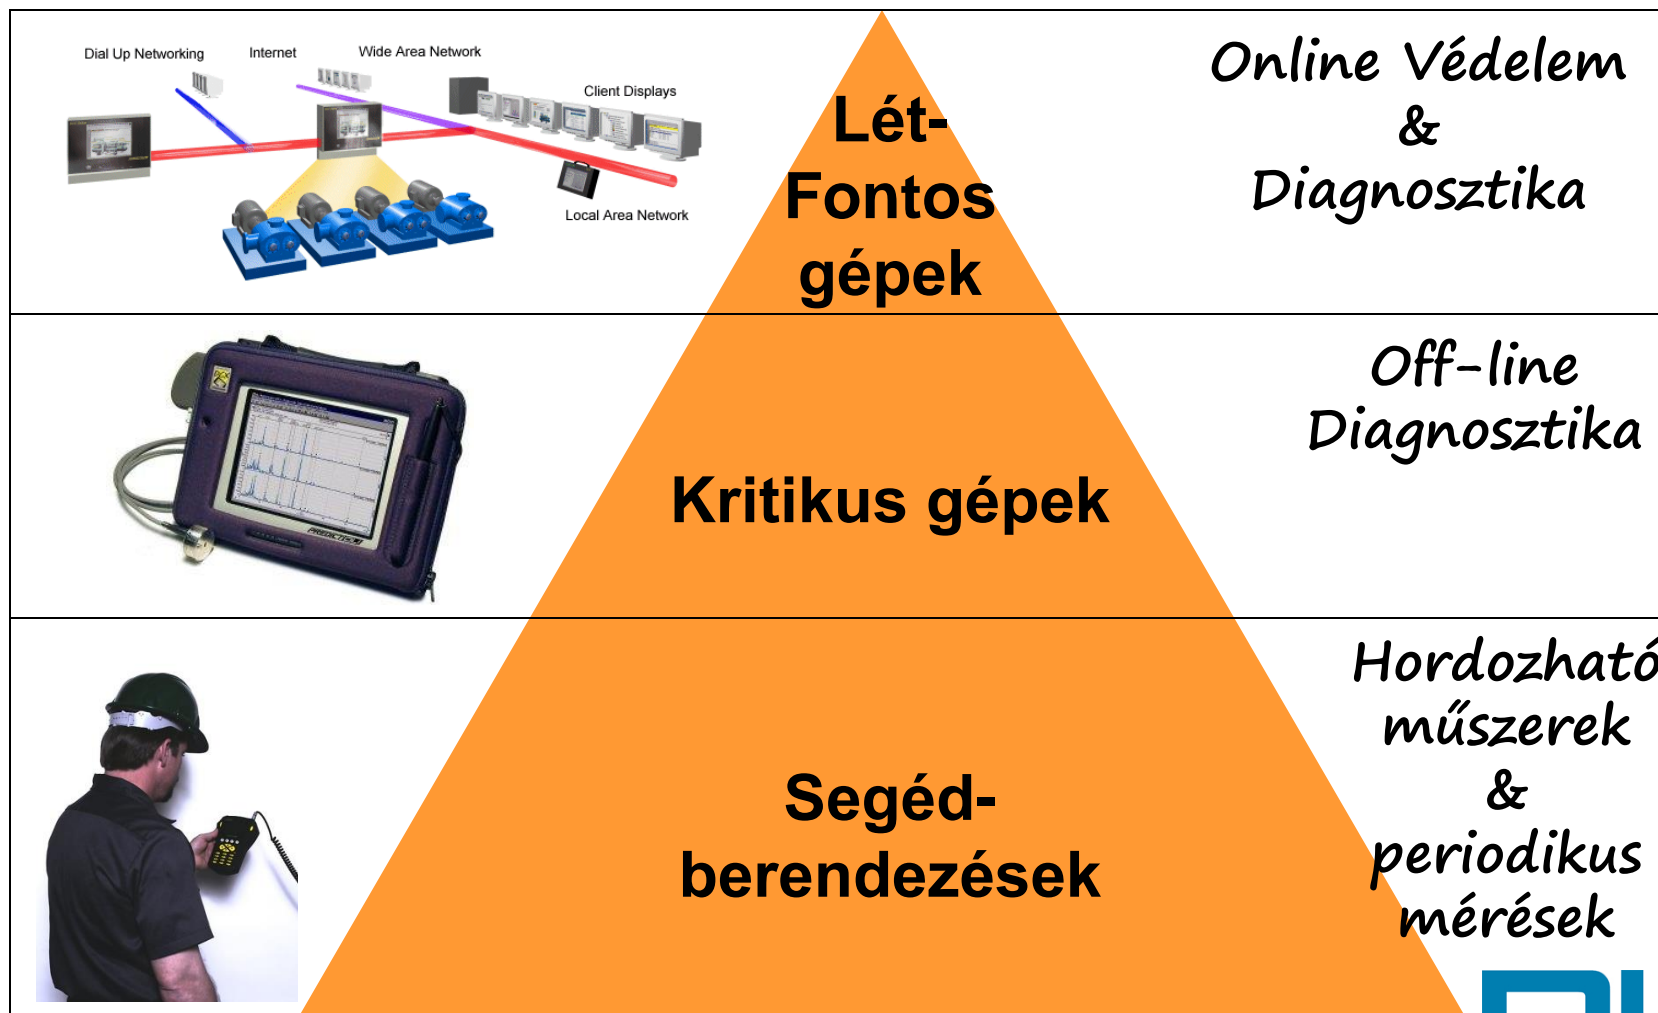 Dial Up Networking
Internet
Wide Area Network
Client Displays
Local Area Network
Lét-
Fontos
gépek
Online Védelem
&
Diagnosztika
Kritikus gépek
Off-line
Diagnosztika
Segéd-
berendezések
Hordozható
műszerek
&
periodikus
mérések